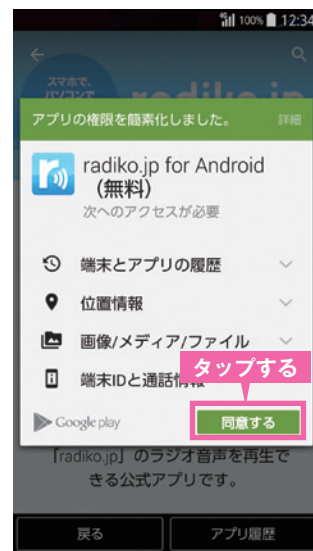 100% 12:34
スマホで、
パソコンで
radiko.jp
アプリの権限を簡素化しました。 詳細
radiko.jp for Android
（無料）
次へのアクセスが必要
端末とアプリの履歴
位置情報
画像/メディア/ファイル
タップする
端末IDと通話情報
Google play
同意する
「radiko.jp」のラジオ音声を再生で
きる公式アプリです。
戻る アプリ履歴